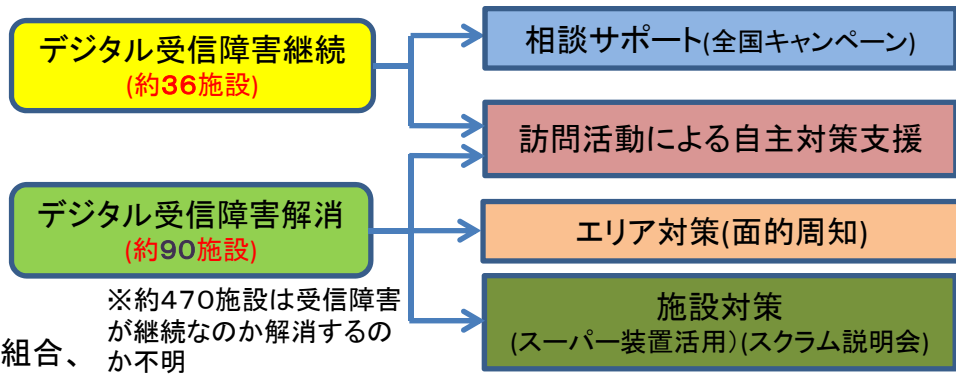 デジタル受信障害継続
(約36施設)
相談サポート(全国キャンペーン)
訪問活動による自主対策支援
デジタル受信障害解消
(約90施設)
エリア対策(面的周知)
施設対策
(スーパー装置活用)(スクラム説明会)
※約470施設は受信障害
が継続なのか解消するの
か不明
組合、